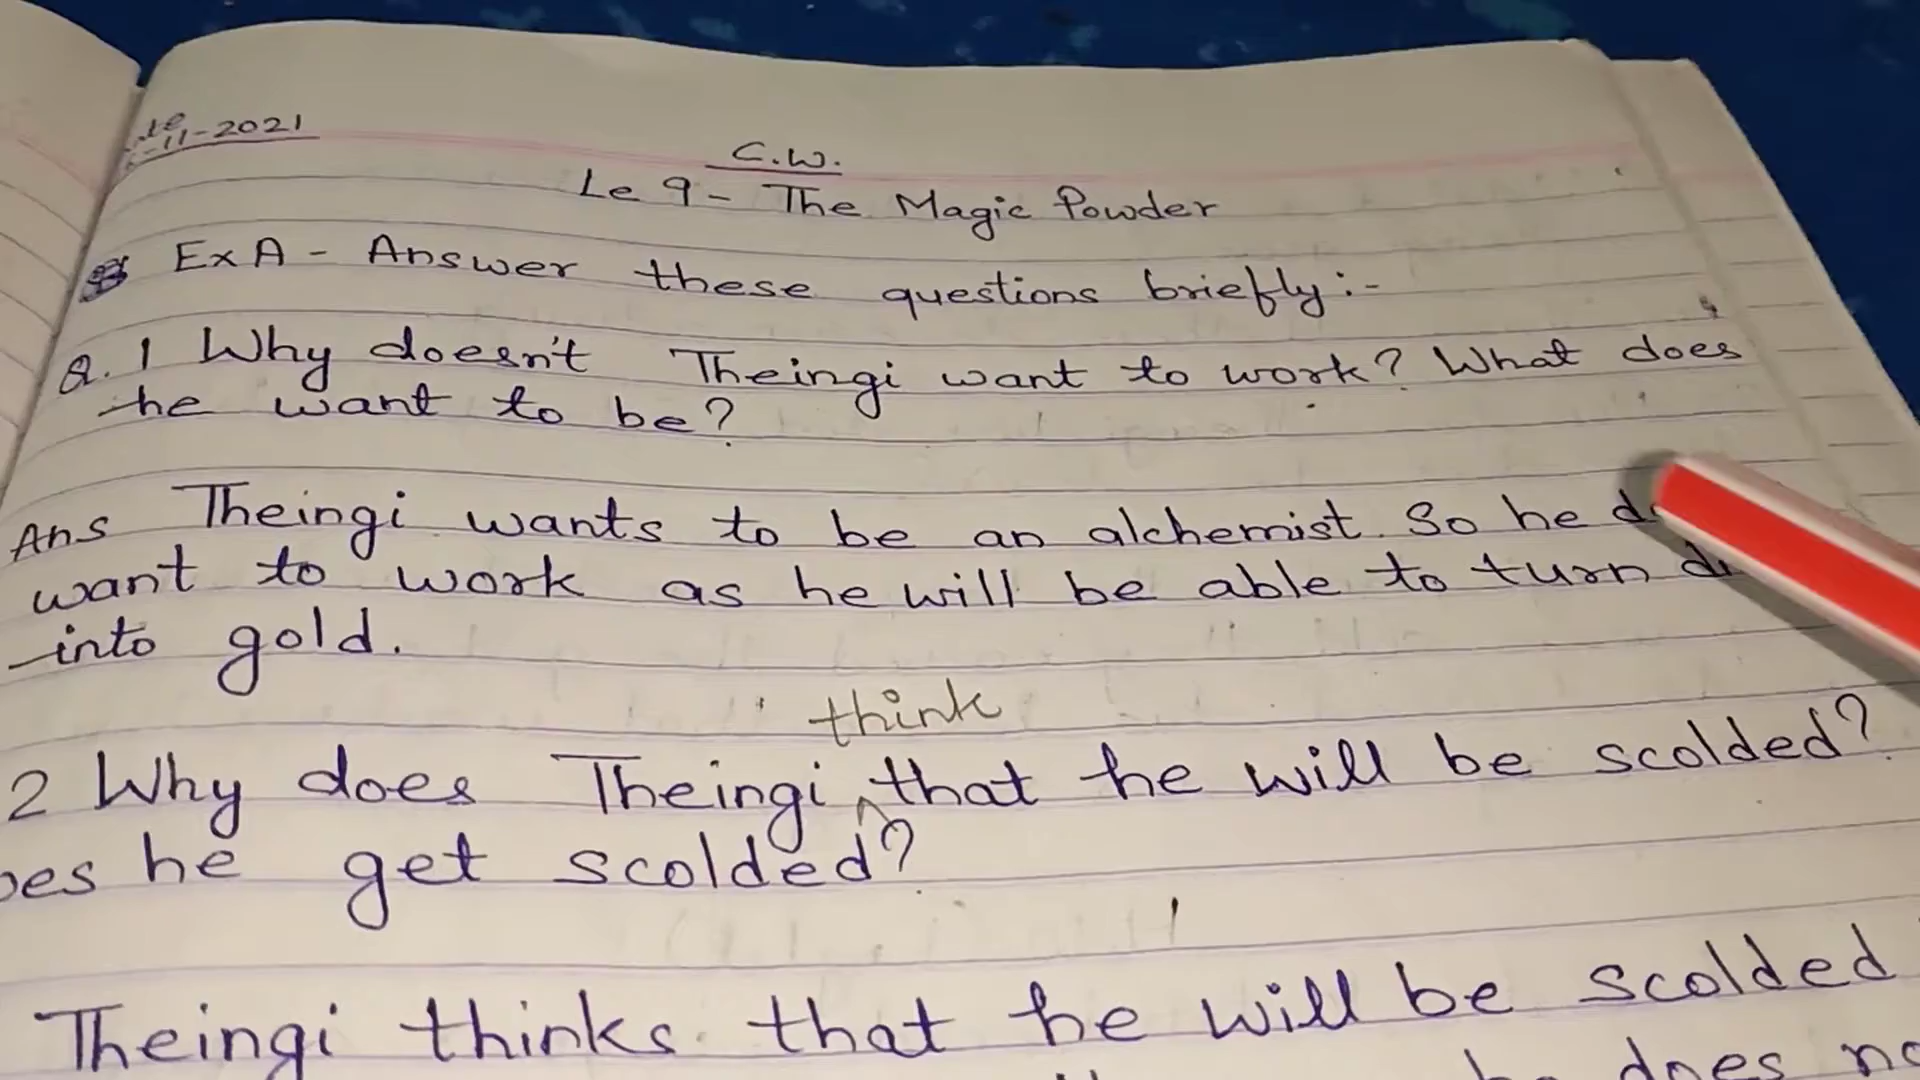 -11-2021
C.W.
Le 9 - The Magic Powder
Ex A - Answer these questions briefly:-
Q.1 Why doesn't Theingi want to work? What does
he want to be?
Ans Theingi wants to be an alchemist. So he
want to work as he will be able to turn
into gold.
think
2 Why does Theingi ^ that he will be scolded?
he get scolded?
Theingi thinks that he will be scolded
does